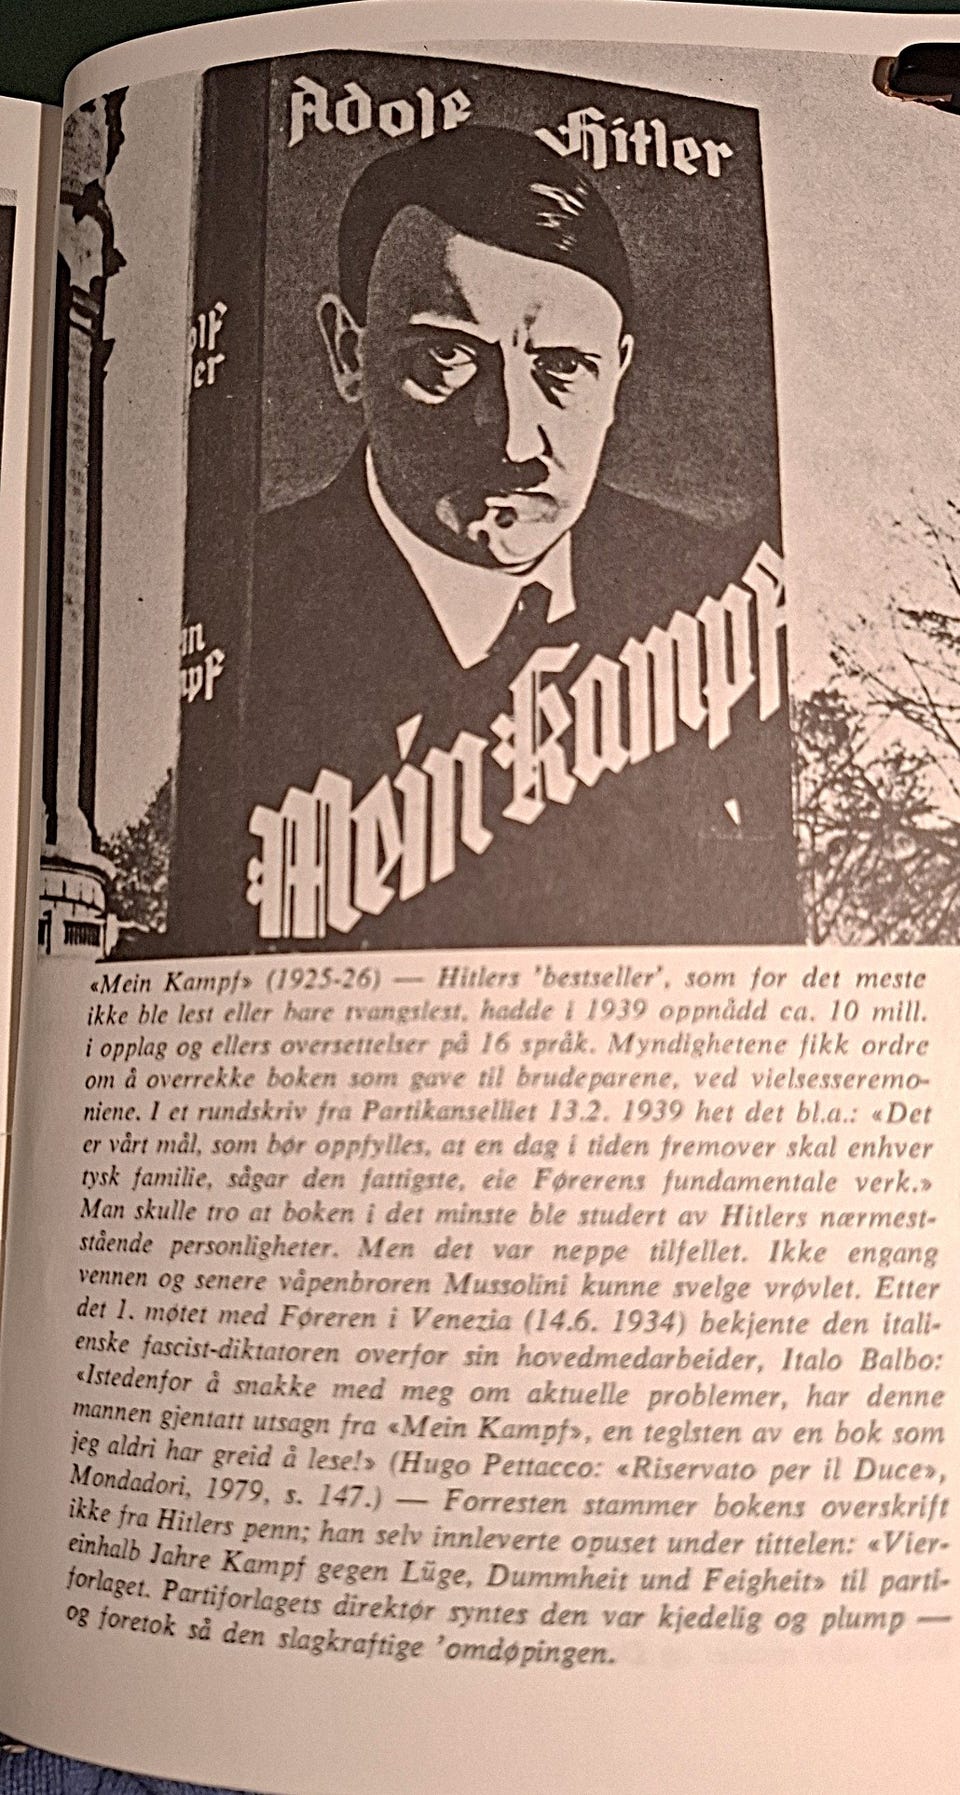 Adolf Hitler
olf
er
in
mpf
Mein Kampf
«Mein Kampf» (1925-26) — Hitlers 'bestseller', som for det meste
ikke ble lest eller bare tvangslest, hadde i 1939 oppnådd ca. 10 mill.
i opplag og ellers oversettelser på 16 språk. Myndighetene fikk ordre
om å overrekke boken som gave til brudeparene, ved vielsesseremo-
niene. I et rundskriv fra Partikanselliet 13.2. 1939 het det bl.a.: «Det
er vårt mål, som bør oppfylles, at en dag i tiden fremover skal enhver
tysk familie, sågar den fattigste, eie Førerens fundamentale verk.»
Man skulle tro at boken i det minste ble studert av Hitlers nærmest-
stående personligheter. Men det var neppe tilfellet. Ikke engang
vennen og senere våpenbroren Mussolini kunne svelge vrøvlet. Etter
det 1. møtet med Føreren i Venezia (14.6. 1934) bekjente den itali-
enske fascist-diktatoren overfor sin hovedmedarbeider, Italo Balbo:
«Istedenfor å snakke med meg om aktuelle problemer, har denne
mannen gjentatt utsagn fra «Mein Kampf», en teglsten av en bok som
jeg aldri har greid å lese!» (Hugo Pettacco: «Riservato per il Duce»,
Mondadori, 1979, s. 147.) — Forresten stammer bokens overskrift
ikke fra Hitlers penn; han selv innleverte opuset under tittelen: «Vier-
einhalb Jahre Kampf gegen Lüge, Dummheit und Feigheit» til parti-
forlaget. Partiforlagets direktør syntes den var kjedelig og plump —
og foretok så den slagkraftige 'omdøpingen.